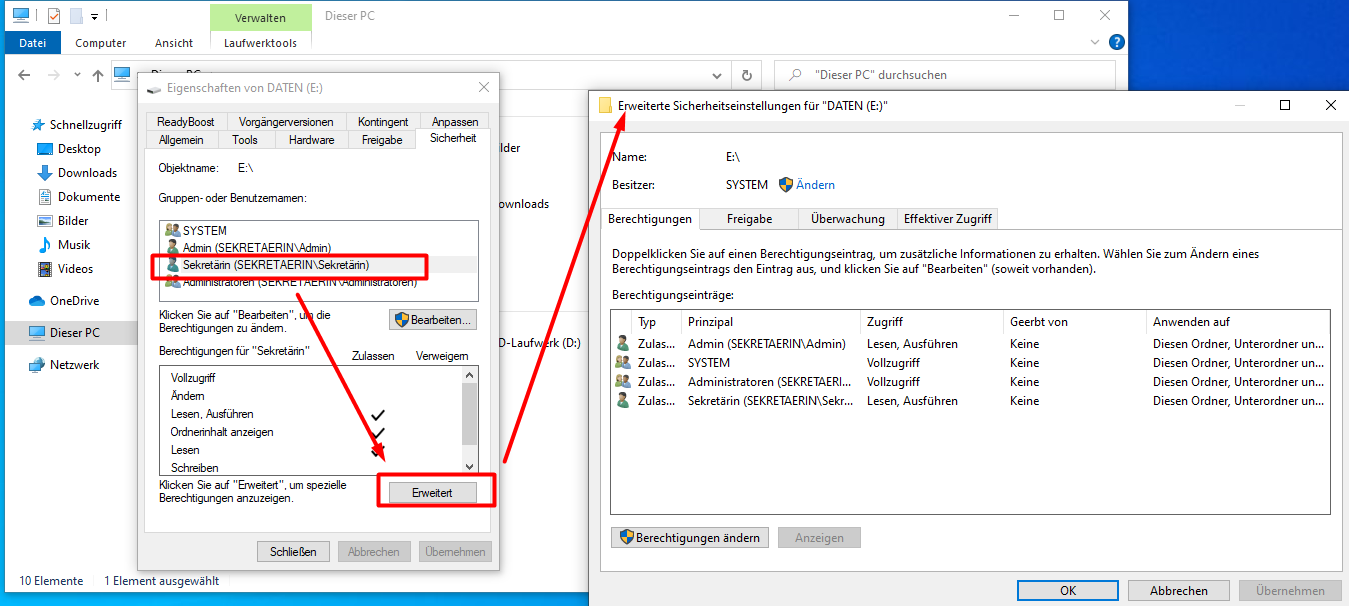 Verwalten
Dieser PC
Datei
Computer
Ansicht
Laufwerktools
?
"Dieser PC" durchsuchen
Schnellzugriff
Desktop
Downloads
Dokumente
Bilder
Musik
Videos
OneDrive
Dieser PC
Netzwerk
lder
ownloads
D-Laufwerk (D:)
10 Elemente
1 Element ausgewählt
Eigenschaften von DATEN (E:)
ReadyBoost
Vorgängerversionen
Kontingent
Anpassen
Allgemein
Tools
Hardware
Freigabe
Sicherheit
Objektname: E:\
Gruppen- oder Benutzernamen:
SYSTEM
Admin (SEKRETAERIN\Admin)
Sekretärin (SEKRETAERIN\Sekretärin)
Administratoren (SEKRETAERIN\Administratoren)
Klicken Sie auf "Bearbeiten", um die
Berechtigungen zu ändern.
Bearbeiten...
Berechtigungen für "Sekretärin"
Zulassen
Verweigern
Vollzugriff
Ändern
Lesen, Ausführen
Ordnerinhalt anzeigen
Lesen
Schreiben
Klicken Sie auf "Erweitert", um spezielle
Berechtigungen anzuzeigen.
Erweitert
Schließen
Abbrechen
Übernehmen
Erweiterte Sicherheitseinstellungen für "DATEN (E:)"
Name: E:\
Besitzer: SYSTEM Ändern
Berechtigungen
Freigabe
Überwachung
Effektiver Zugriff
Doppelklicken Sie auf einen Berechtigungseintrag, um zusätzliche Informationen zu erhalten. Wählen Sie zum Ändern eines
Berechtigungseintrags den Eintrag aus, und klicken Sie auf "Bearbeiten" (soweit vorhanden).
Berechtigungseinträge:
Typ Prinzipal Zugriff Geerbt von Anwenden auf
Zulas... Admin (SEKRETAERIN\Admin) Lesen, Ausführen Keine Diesen Ordner, Unterordner un...
Zulas... SYSTEM Vollzugriff Keine Diesen Ordner, Unterordner un...
Zulas... Administratoren (SEKRETAERI... Vollzugriff Keine Diesen Ordner, Unterordner un...
Zulas... Sekretärin (SEKRETAERIN\Sekr... Lesen, Ausführen Keine Diesen Ordner, Unterordner un...
Berechtigungen ändern
Anzeigen
OK
Abbrechen
Übernehmen